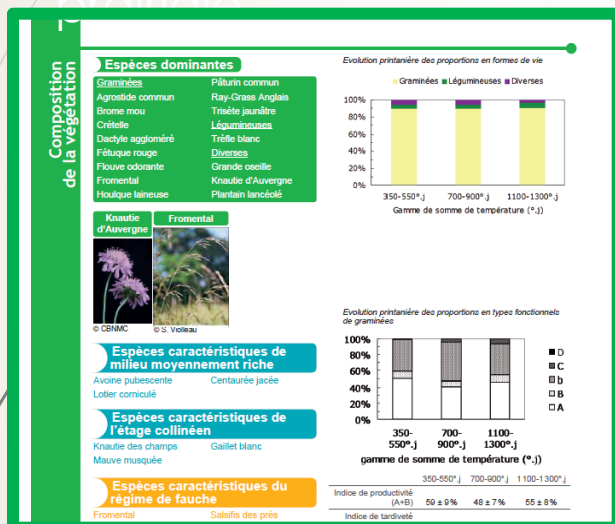 Composition
de la végétation
Espèces dominantes
Graminées
Agrostide commun
Brome mou
Crételle
Dactyle aggloméré
Fétuque rouge
Flouve odorante
Fromental
Houlque laineuse
Pâturin commun
Ray-Grass Anglais
Trisète jaunâtre
Légumineuses
Trèfle blanc
Diverses
Grande oseille
Knautie d'Auvergne
Plantain lancéolé
Knautie
d'Auvergne
Fromental
© CBNMC
© S. Violleau
Espèces caractéristiques de
milieu moyennement riche
Avoine pubescente
Centaurée jacée
Lotier corniculé
Espèces caractéristiques de
l'étage collinéen
Knautie des champs
Gaillet blanc
Mauve musquée
Espèces caractéristiques du
régime de fauche
Fromental
Salsifis des prés
Evolution printanière des proportions en formes de vie
Graminées Légumineuses Diverses
100%
80%
60%
40%
20%
0%
350-550°.j 700-900°.j 1100-1300°.j
Gamme de somme de température (°.j)
Evolution printanière des proportions en types fonctionnels
de graminées
100%
80%
60%
40%
20%
0%
D
C
b
B
A
350-
550°.j
700-
900°.j
1100-
1300°.j
gamme de somme de température (°.j))
350-550°.j 700-900°.j 1100-1300°.j
Indice de productivité
(A+B) 59 ± 9% 48 ± 7% 55 ± 8%
Indice de tardiveté